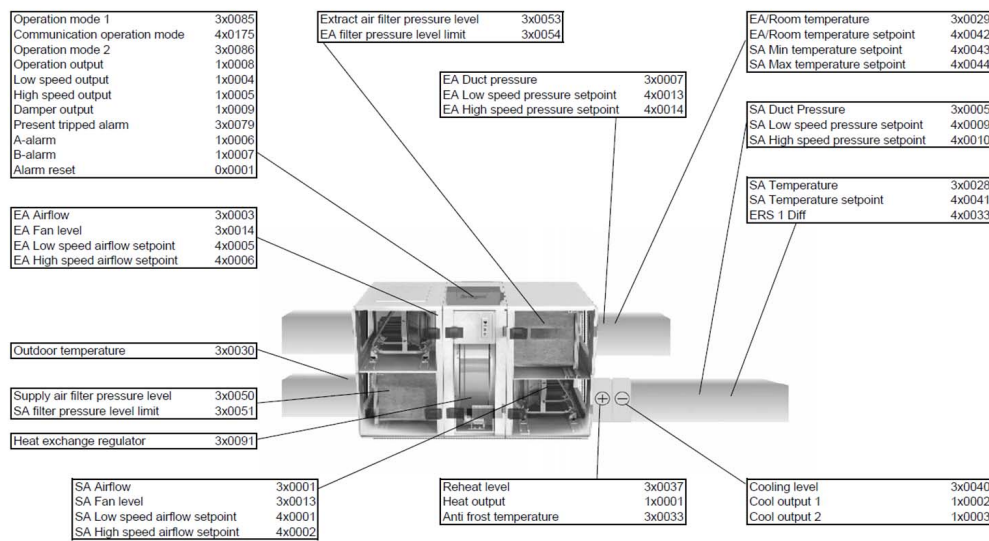 Operation mode 1 3x0085
Communication operation mode 4x0175
Operation mode 2 3x0086
Operation output 1x0008
Low speed output 1x0004
High speed output 1x0005
Damper output 1x0009
Present tripped alarm 3x0079
A-alarm 1x0006
B-alarm 1x0007
Alarm reset 0x0001
Extract air filter pressure level 3x0053
EA filter pressure level limit 3x0054
EA/Room temperature 3x0029
EA/Room temperature setpoint 4x0042
SA Min temperature setpoint 4x0043
SA Max temperature setpoint 4x0044
EA Duct pressure 3x0007
EA Low speed pressure setpoint 4x0013
EA High speed pressure setpoint 4x0014
SA Duct Pressure 3x0005
SA Low speed pressure setpoint 4x0009
SA High speed pressure setpoint 4x0010
SA Temperature 3x0028
SA Temperature setpoint 4x0041
ERS 1 Diff 4x0033
EA Airflow 3x0003
EA Fan level 3x0014
EA Low speed airflow setpoint 4x0005
EA High speed airflow setpoint 4x0006
Outdoor temperature 3x0030
Supply air filter pressure level 3x0050
SA filter pressure level limit 3x0051
Heat exchange regulator 3x0091
SA Airflow 3x0001
SA Fan level 3x0013
SA Low speed airflow setpoint 4x0001
SA High speed airflow setpoint 4x0002
Reheat level 3x0037
Heat output 1x0001
Anti frost temperature 3x0033
Cooling level 3x0040
Cool output 1 1x0002
Cool output 2 1x0003